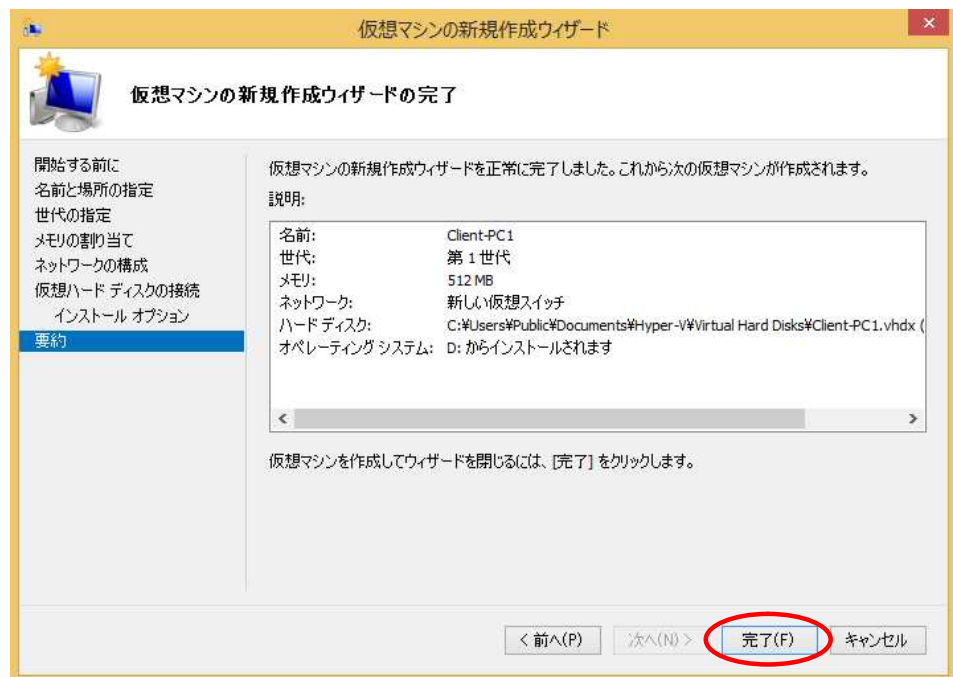 仮想マシンの新規作成ウィザード
仮想マシンの新規作成ウィザードの完了
開始する前に
名前と場所の指定
世代の指定
メモリの割り当て
ネットワークの構成
仮想ハード ディスクの接続
インストール オプション
要約
仮想マシンの新規作成ウィザードを正常に完了しました。これから次の仮想マシンが作成されます。
説明:
名前: Client-PC1
世代: 第 1 世代
メモリ: 512 MB
ネットワーク: 新しい仮想スイッチ
ハード ディスク: C:¥Users¥Public¥Documents¥Hyper-V¥Virtual Hard Disks¥Client-PC1.vhdx (
オペレーティング システム: D: からインストールされます
仮想マシンを作成してウィザードを閉じるには、[完了] をクリックします。
< 前へ(P) 次へ(N) > 完了(F) キャンセル